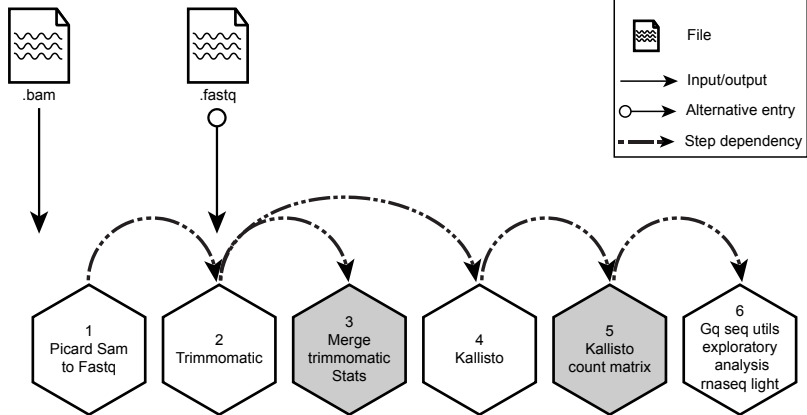 .bam
.fastq
File
Input/output
Alternative entry
Step dependency
1
Picard Sam
to Fastq
2
Trimmomatic
3
Merge
trimmomatic
Stats
4
Kallisto
5
Kallisto
count matrix
6
Gq seq utils
exploratory
analysis
rnaseq light